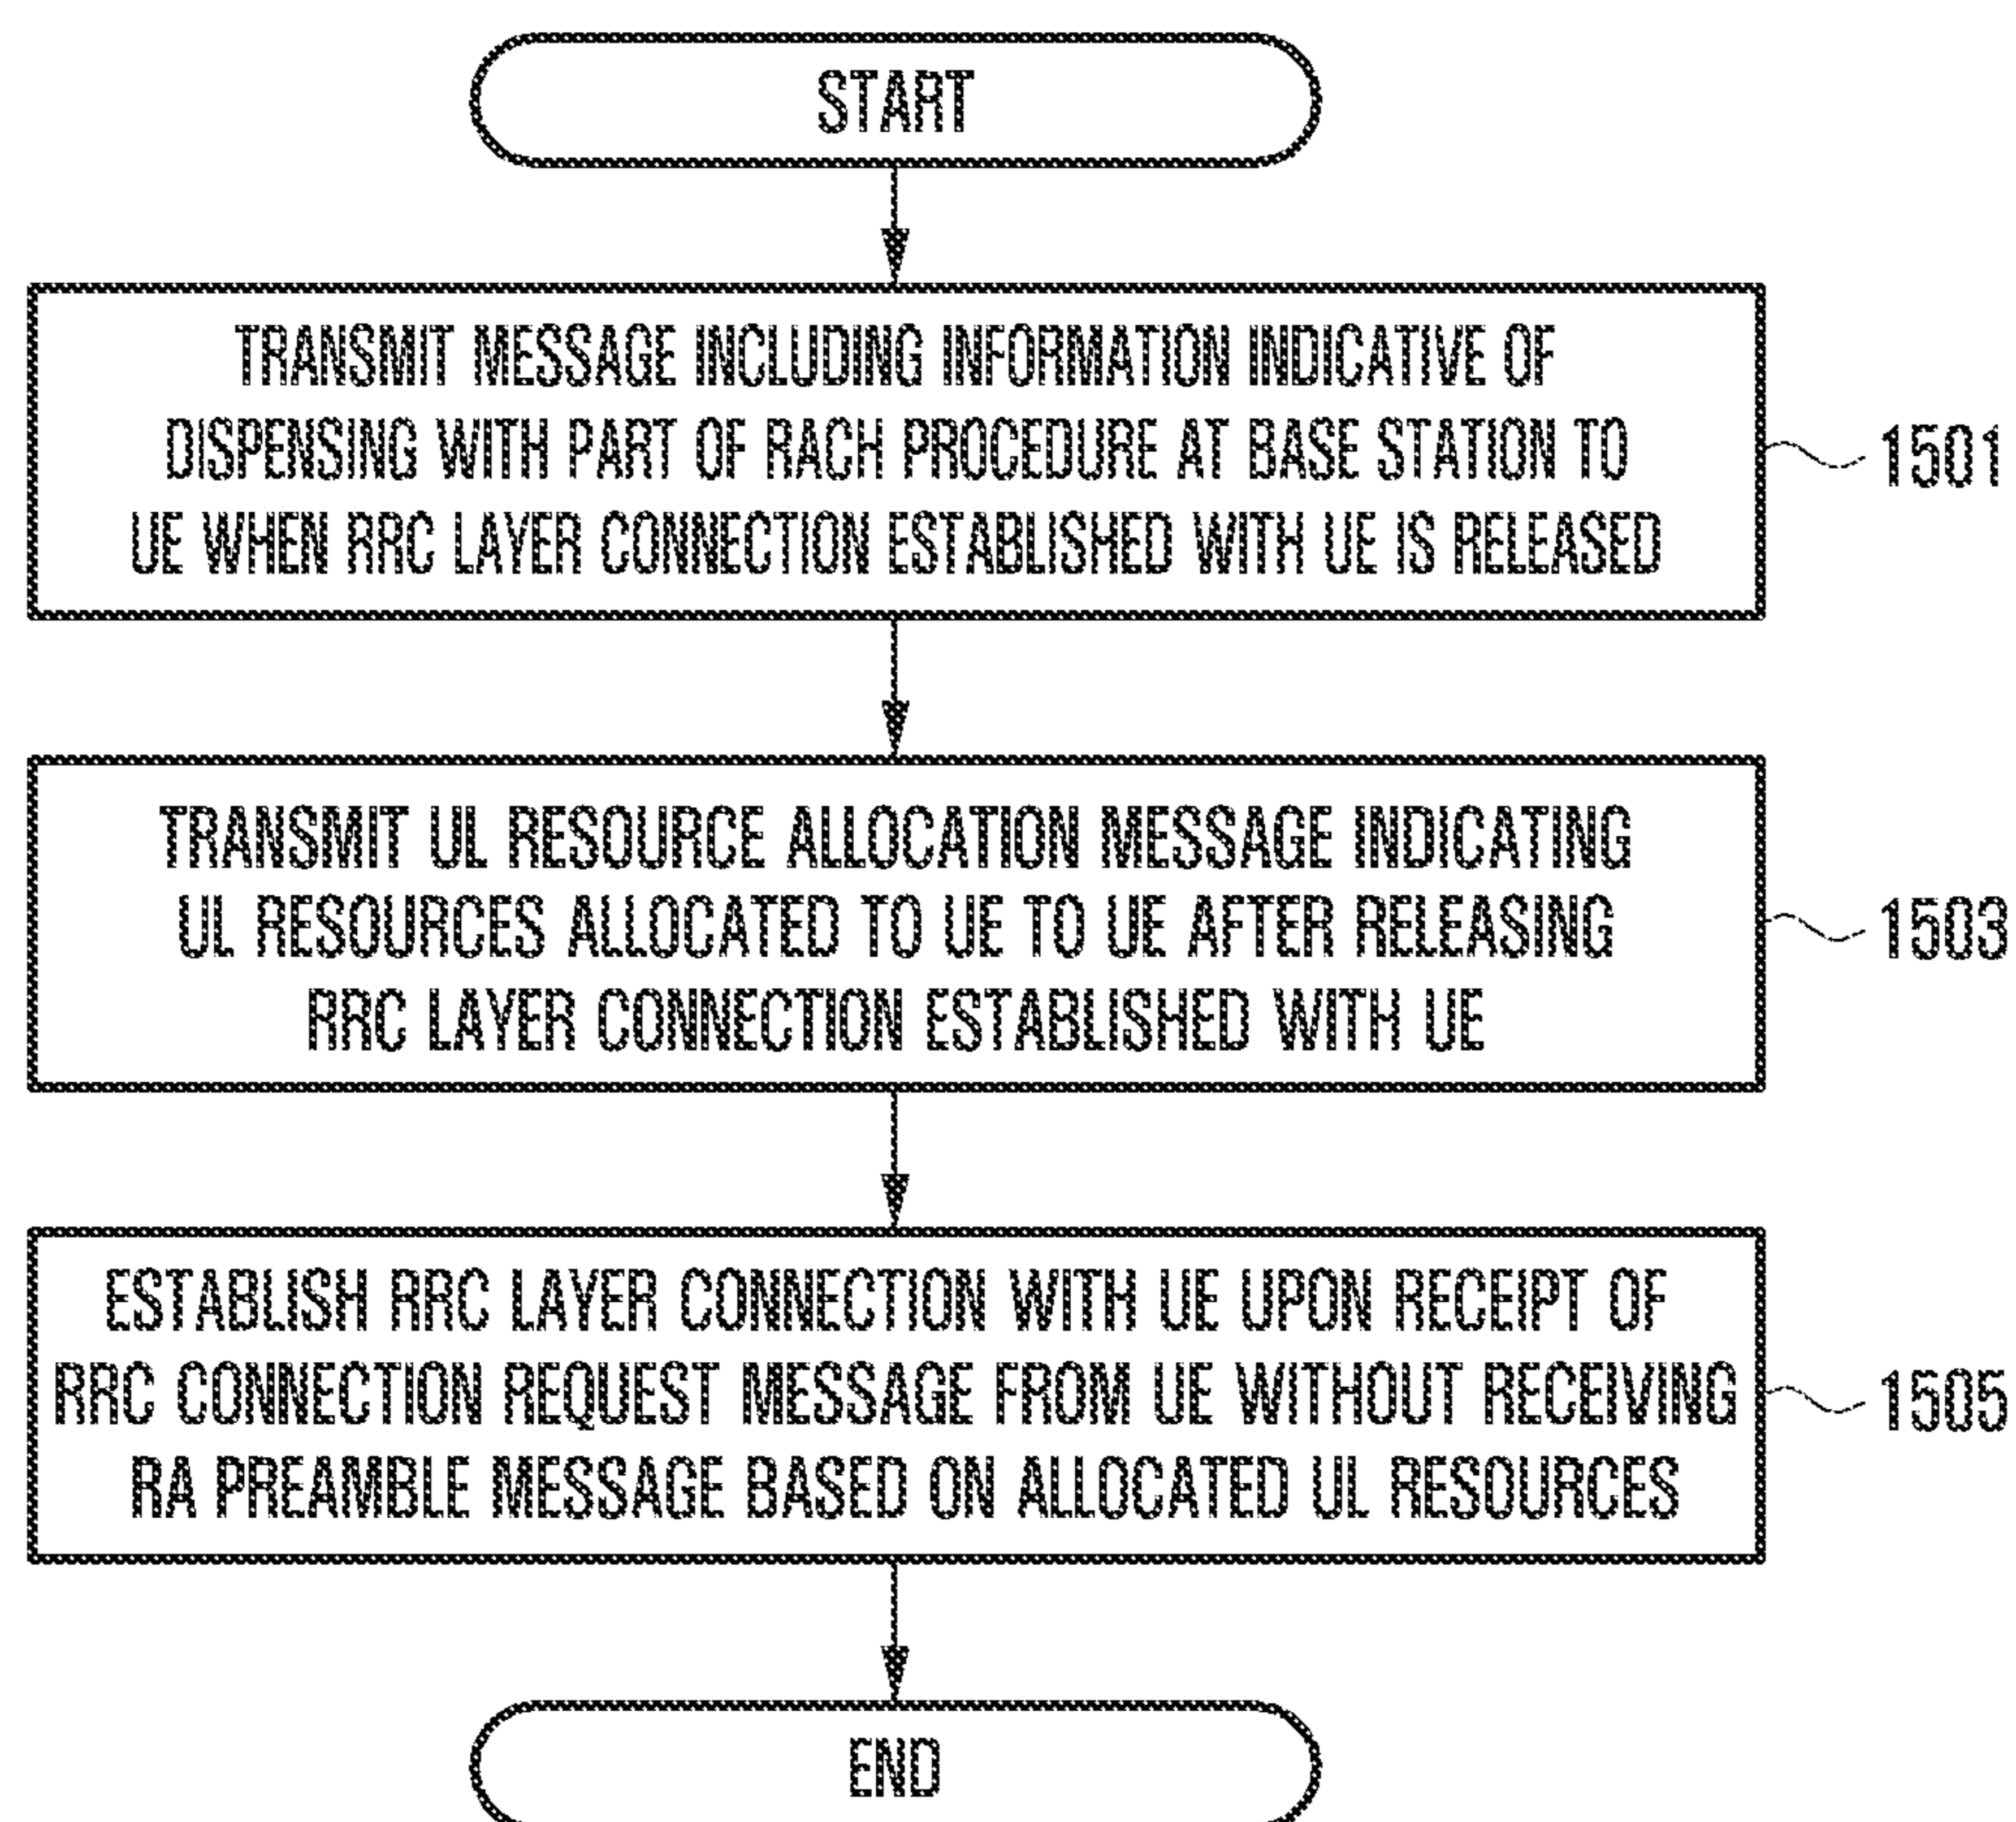 START
TRANSMIT MESSAGE INCLUDING INFORMATION INDICATIVE OF
DISPENSING WITH PART OF RACH PROCEDURE AT BASE STATION TO
UE WHEN RRC LAYER CONNECTION ESTABLISHED WITH UE IS RELEASED
1501
TRANSMIT UL RESOURCE ALLOCATION MESSAGE INDICATING
UL RESOURCES ALLOCATED TO UE TO UE AFTER RELEASING
RRC LAYER CONNECTION ESTABLISHED WITH UE
1503
ESTABLISH RRC LAYER CONNECTION WITH UE UPON RECEIPT OF
RRC CONNECTION REQUEST MESSAGE FROM UE WITHOUT RECEIVING
RA PREAMBLE MESSAGE BASED ON ALLOCATED UL RESOURCES
1505
END